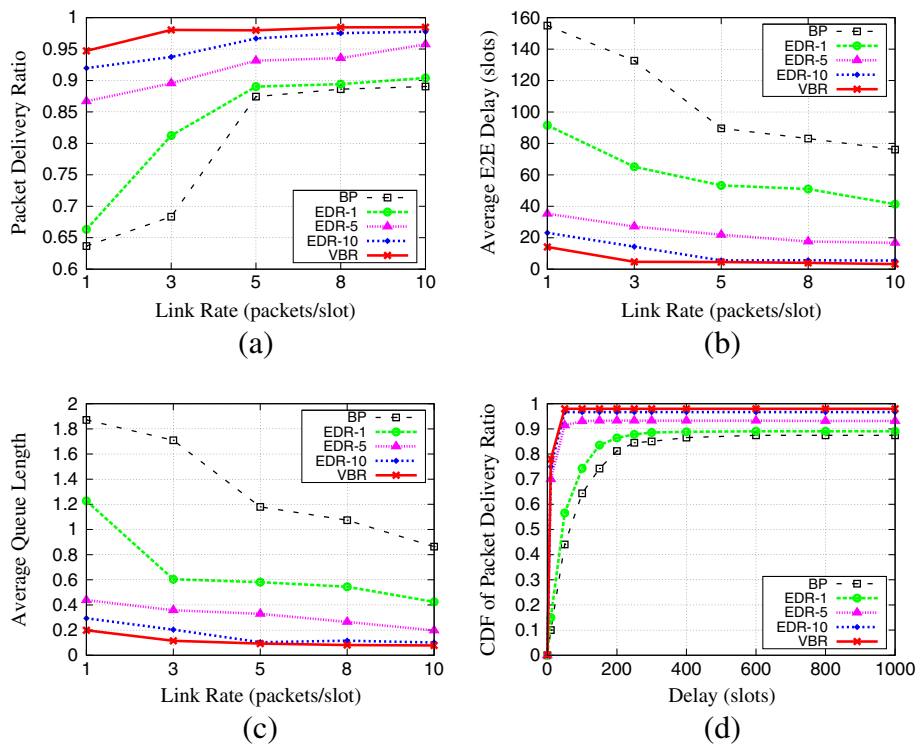 1
0.95
0.9
0.85
0.8
0.75
0.7
0.65
0.6
Packet Delivery Ratio
BP
EDR-1
EDR-5
EDR-10
VBR
1 3 5 8 10
Link Rate (packets/slot)
(a)
160
140
120
100
80
60
40
20
0
Average E2E Delay (slots)
BP
EDR-1
EDR-5
EDR-10
VBR
1 3 5 8 10
Link Rate (packets/slot)
(b)
2
1.8
1.6
1.4
1.2
1
0.8
0.6
0.4
0.2
0
Average Queue Length
BP
EDR-1
EDR-5
EDR-10
VBR
1 3 5 8 10
Link Rate (packets/slot)
(c)
1
0.9
0.8
0.7
0.6
0.5
0.4
0.3
0.2
0.1
0
CDF of Packet Delivery Ratio
BP
EDR-1
EDR-5
EDR-10
VBR
0 200 400 600 800 1000
Delay (slots)
(d)